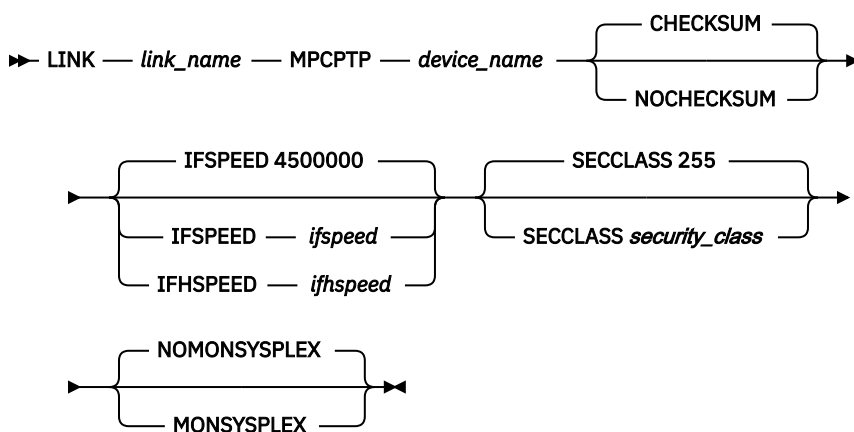 CHECKSUM
LINK link_name MPCPTP device_name
NOCHECKSUM
IFSPEED 4500000 SECCLASS 255
IFSPEED ifspeed SECCLASS security_class
IFHSPEED ifhspeed
NOMONSYSPLEX
MONSYSPLEX